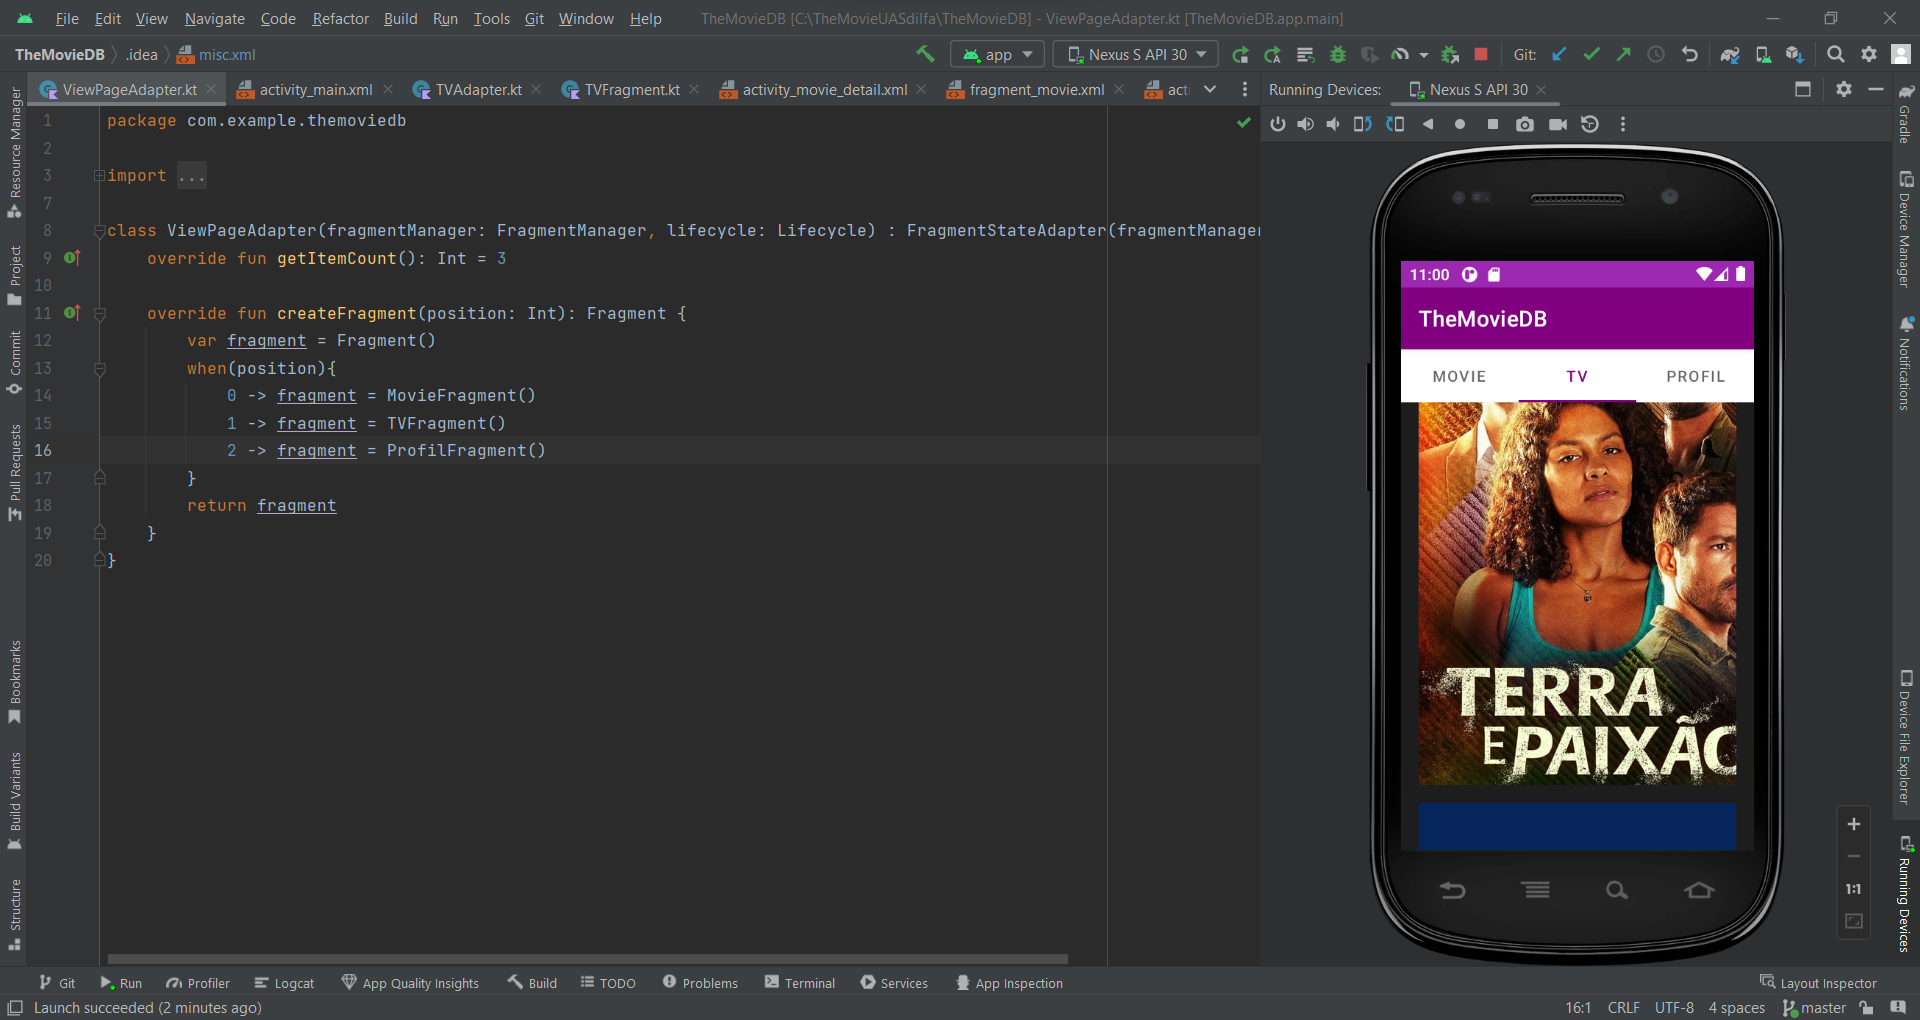 File Edit View Navigate Code Refactor Build Run Tools Git Window Help TheMovieDB [C:\TheMovieUASdilfa\TheMovieDB] - ViewPageAdapter.kt [TheMovieDB.app.main]
TheMovieDB .idea misc.xml app Nexus S API 30 Git:
ViewPageAdapter.kt activity_main.xml TVAdapter.kt TVFragment.kt activity_movie_detail.xml fragment_movie.xml act Running Devices: Nexus S API 30
1 package com.example.themoviedb
2
3 import ...
7
8 class ViewPageAdapter(fragmentManager: FragmentManager, lifecycle: Lifecycle) : FragmentStateAdapter(fragmentManager
9 override fun getItemCount(): Int = 3
10
11 override fun createFragment(position: Int): Fragment {
12 var fragment = Fragment()
13 when(position){
14 0 -> fragment = MovieFragment()
15 1 -> fragment = TVFragment()
16 2 -> fragment = ProfilFragment()
17 }
18 return fragment
19 }
20 }
Resource Manager
Project
Commit
Pull Requests
Bookmarks
Build Variants
Structure
11:00
TheMovieDB
MOVIE TV PROFIL
TERRA
E PAIXÃO
1:1
Gradle
Device Manager
Notifications
Device File Explorer
Running Devices
Git Run Profiler Logcat App Quality Insights Build TODO Problems Terminal Services App Inspection Layout Inspector
Launch succeeded (2 minutes ago) 16:1 CRLF UTF-8 4 spaces master